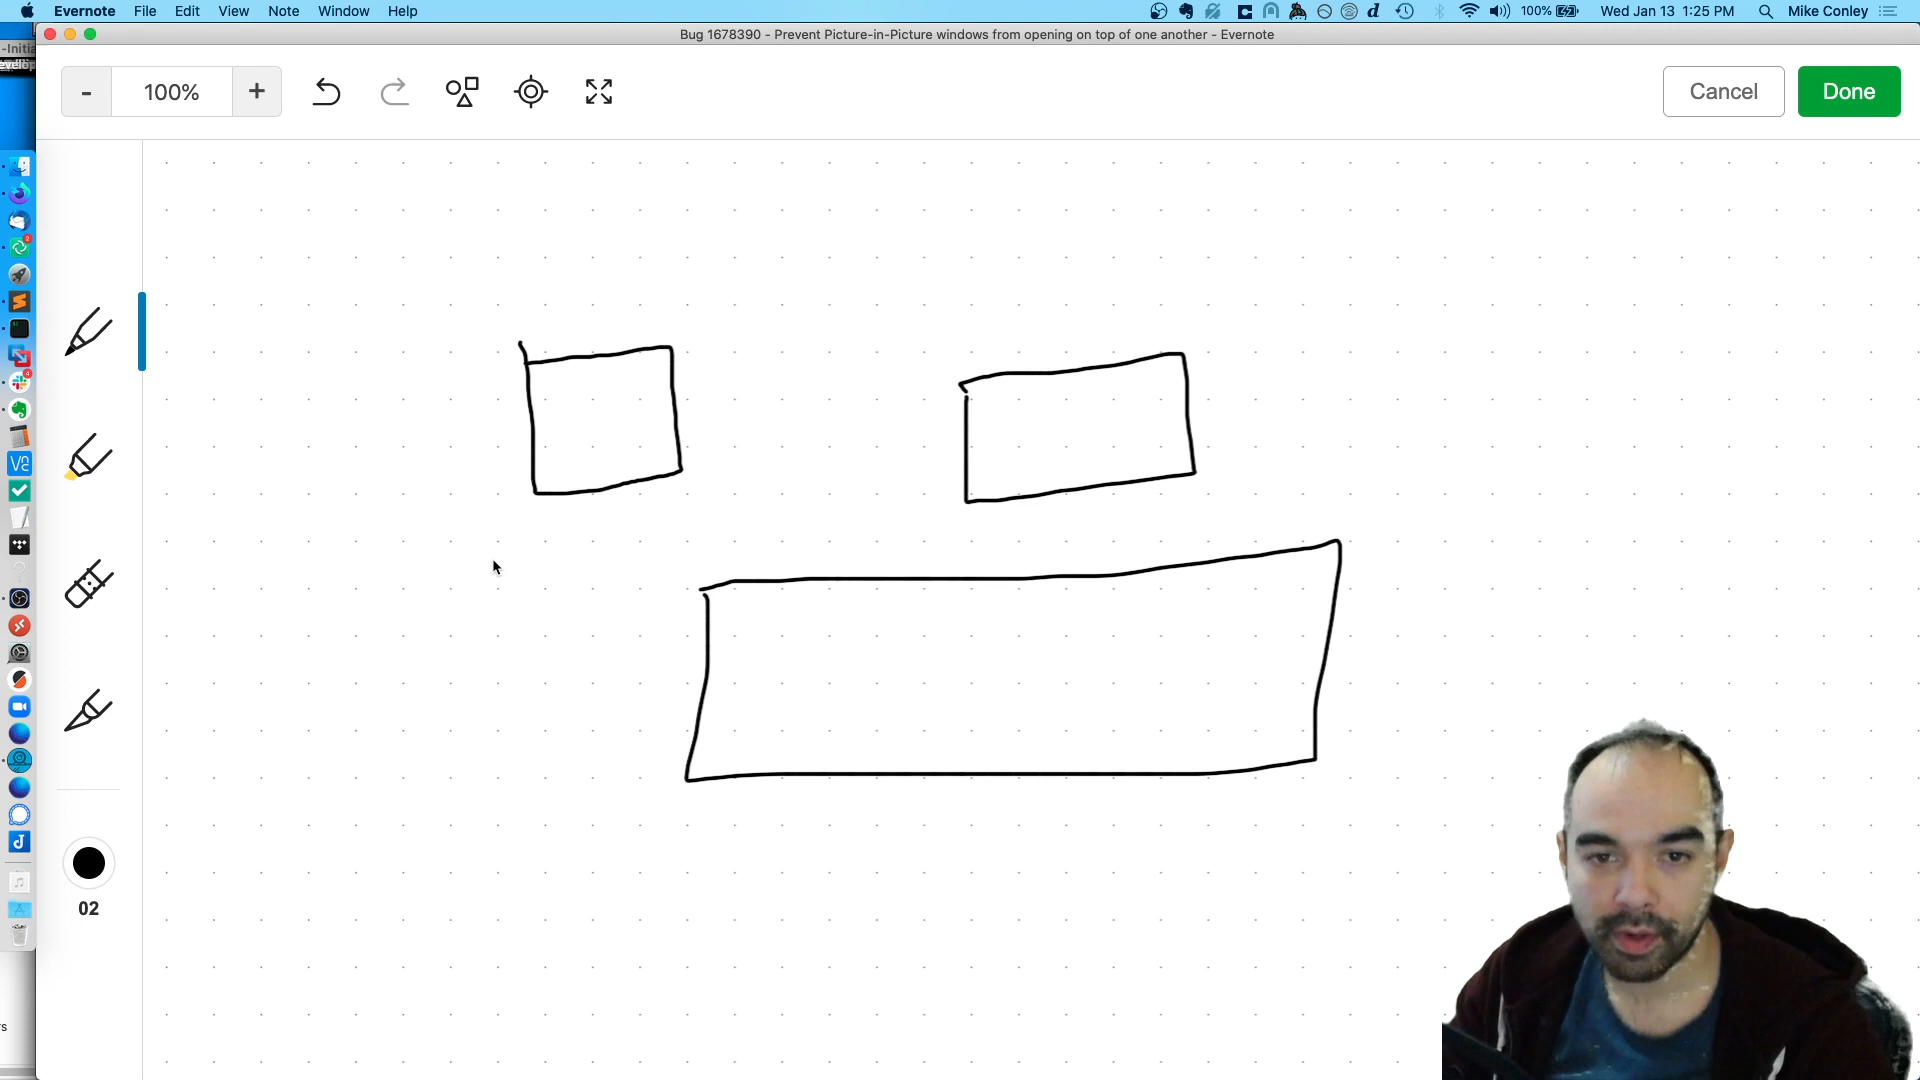 Evernote File Edit View Note Window Help
100% Wed Jan 13 1:25 PM Mike Conley
Bug 1678390 - Prevent Picture-in-Picture windows from opening on top of one another - Evernote
-Initia
- 100% +
Cancel Done
02